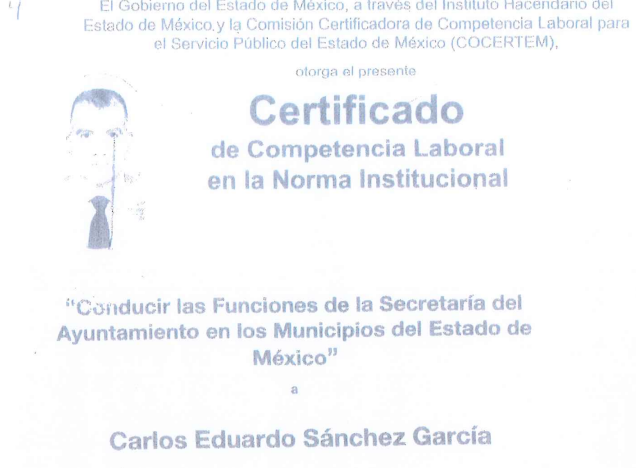 El Gobierno del Estado de México, a través del Instituto Hacendario del
Estado de México, y la Comisión Certificadora de Competencia Laboral para
el Servicio Público del Estado de México (COCERTEM),
otorga el presente
Certificado
de Competencia Laboral
en la Norma Institucional
"Conducir las Funciones de la Secretaría del
Ayuntamiento en los Municipios del Estado de
México"
a
Carlos Eduardo Sánchez García